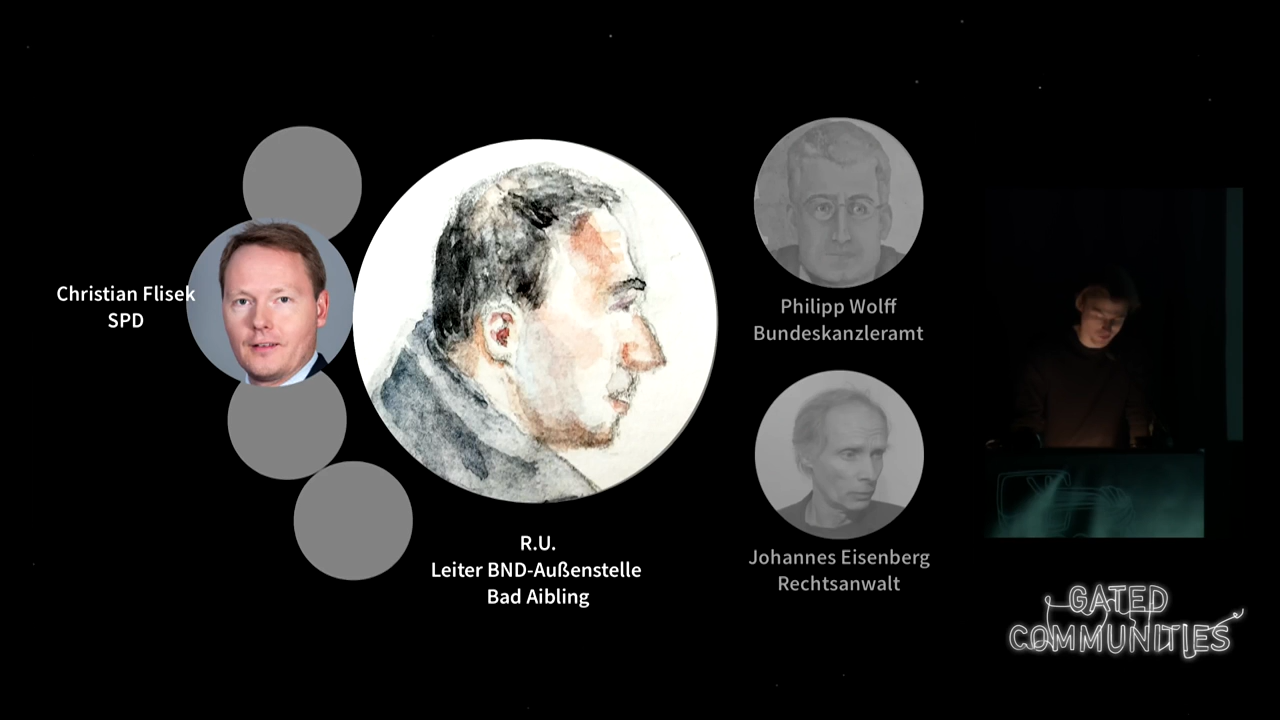 Christian Flisek
SPD
R.U.
Leiter BND-Außenstelle
Bad Aibling
Philipp Wolff
Bundeskanzleramt
Johannes Eisenberg
Rechtsanwalt
GATED
COMMUNITIES